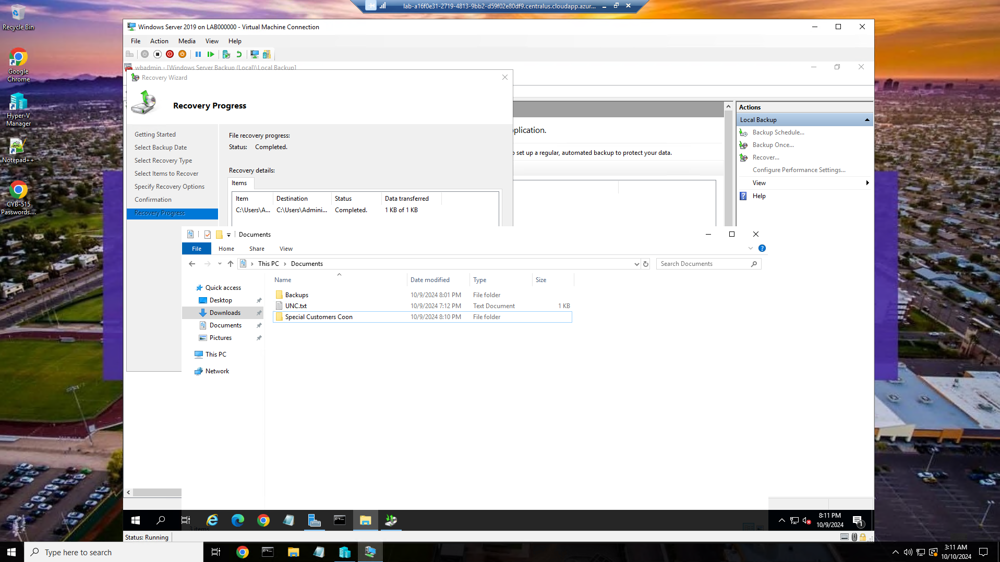 lab-a16f0e31-2719-4813-9bb2-d59f02e80df9.centralus.cloudapp.azur...
Recycle Bin
Google
Chrome
Hyper-V
Manager
Notepad++
CYB-515
Passwords....
Windows Server 2019 on LAB000000 - Virtual Machine Connection
File Action Media View Help
wbadmin - [Windows Server Backup (Local)\Local Backup]
Recovery Wizard
Recovery Progress
Getting Started
Select Backup Date
Select Recovery Type
Select Items to Recover
Specify Recovery Options
Confirmation
Recovery Progress
File recovery progress:
Status: Completed.
Recovery details:
Items
Item Destination Status Data transferred
C:\Users\A... C:\Users\Admini... Completed. 1 KB of 1 KB
plication.
set up a regular, automated backup to protect your data.
Actions
Local Backup
Backup Schedule...
Backup Once...
Recover...
Configure Performance Settings...
View
Help
Documents
File Home Share View
This PC > Documents
Search Documents
Quick access
Desktop
Downloads
Documents
Pictures
This PC
Network
Name Date modified Type Size
Backups 10/9/2024 8:01 PM File folder
UNC.txt 10/9/2024 7:12 PM Text Document 1 KB
Special Customers Coon 10/9/2024 8:10 PM File folder
3 items
8:11 PM
10/9/2024
1
Status: Running
Type here to search
3:11 AM
10/10/2024